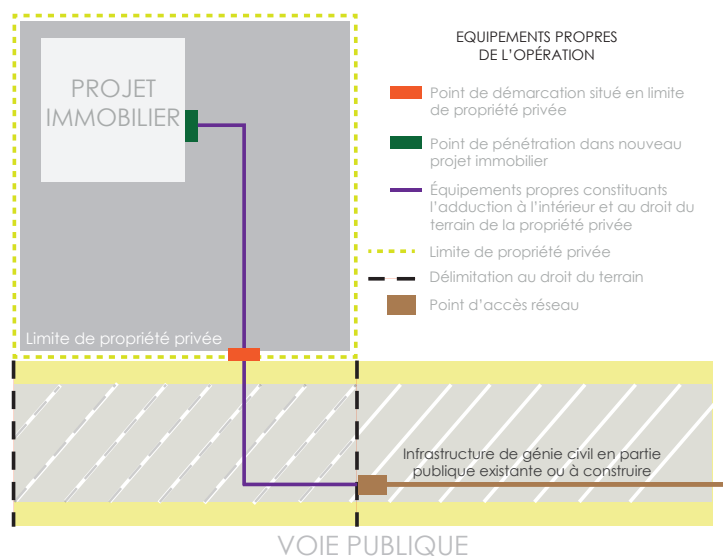 EQUIPEMENTS PROPRES
DE L’OPÉRATION
PROJET
IMMOBILIER
Point de démarcation situé en limite
de propriété privée
Point de pénétration dans nouveau
projet immobilier
Équipements propres constituants
l’adduction à l’intérieur et au droit du
terrain de la propriété privée
Limite de propriété privée
Délimitation au droit du terrain
Point d’accès réseau
Limite de propriété privée
Infrastructure de génie civil en partie
publique existante ou à construire
VOIE PUBLIQUE